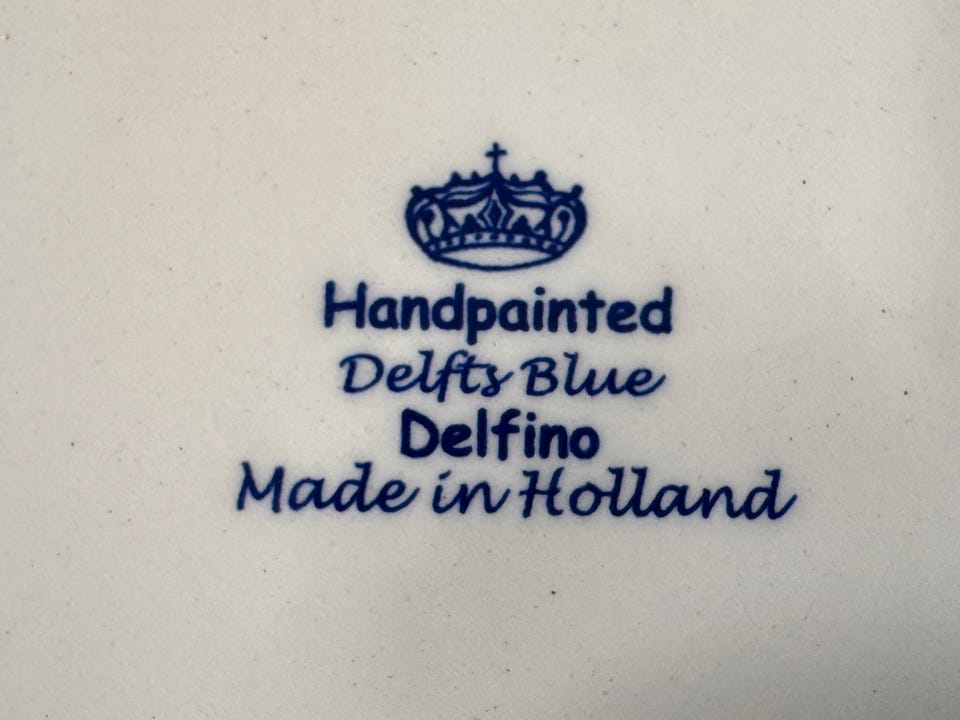 Handpainted
Delfts Blue
Delfino
Made in Holland